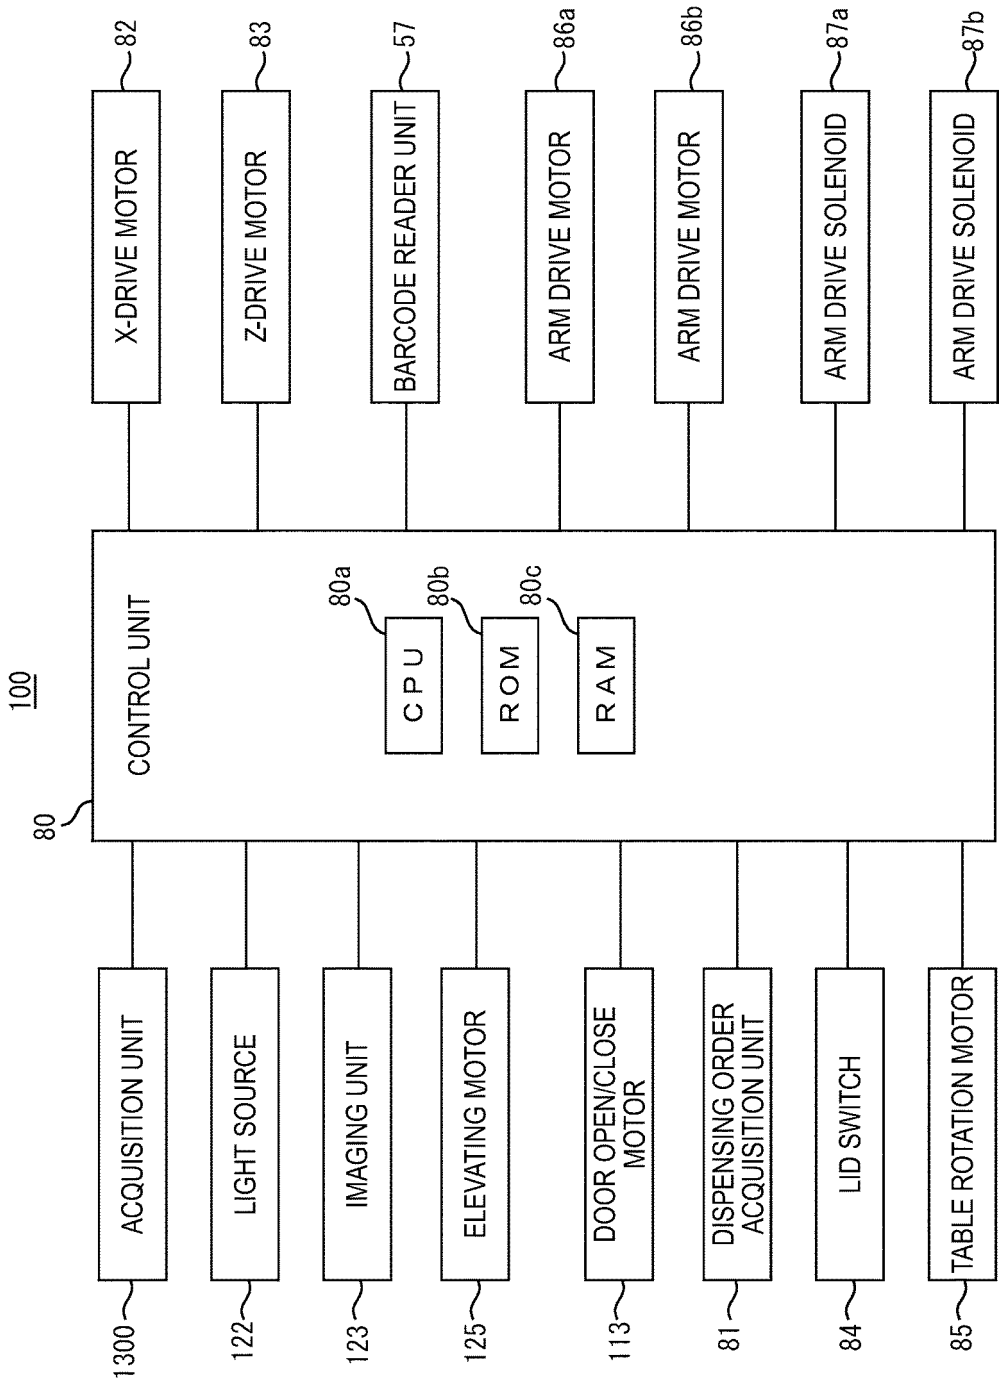 100
80
CONTROL UNIT
CPU
80a
ROM
80b
RAM
80c
1300
ACQUISITION UNIT
122
LIGHT SOURCE
123
IMAGING UNIT
125
ELEVATING MOTOR
113
DOOR OPEN/CLOSE
MOTOR
81
DISPENSING ORDER
ACQUISITION UNIT
84
LID SWITCH
85
TABLE ROTATION MOTOR
X-DRIVE MOTOR
82
Z-DRIVE MOTOR
83
BARCODE READER UNIT
57
ARM DRIVE MOTOR
86a
ARM DRIVE MOTOR
86b
ARM DRIVE SOLENOID
87a
ARM DRIVE SOLENOID
87b